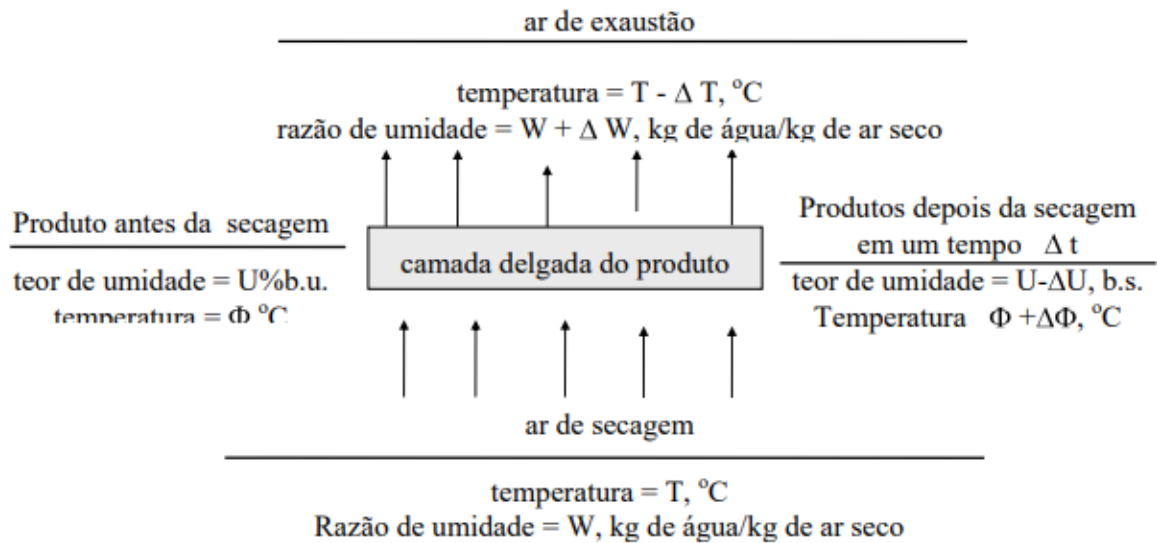 ar de exaustão
temperatura = T - Δ T, ºC
razão de umidade = W + Δ W, kg de água/kg de ar seco
Produto antes da secagem
teor de umidade = U%b.u.
temperatura = Φ ºC
camada delgada do produto
Produtos depois da secagem
em um tempo Δ t
teor de umidade = U-ΔU, b.s.
Temperatura Φ +ΔΦ, ºC
ar de secagem
temperatura = T, ºC
Razão de umidade = W, kg de água/kg de ar seco